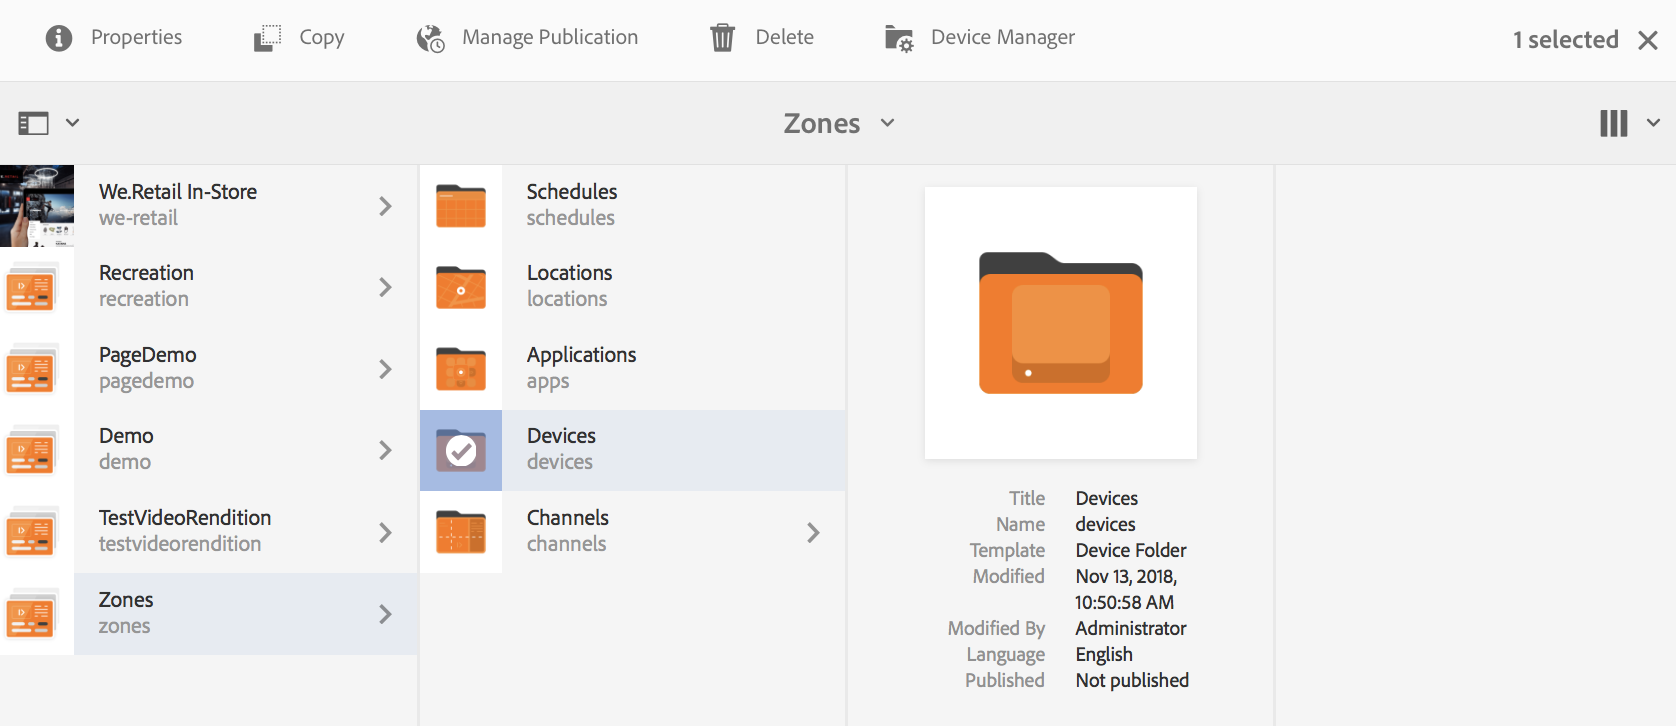 Properties
Copy
Manage Publication
Delete
Device Manager
1 selected
Zones
We.Retail In-Store
we-retail
Recreation
recreation
PageDemo
pagedemo
Demo
demo
TestVideoRendition
testvideorendition
Zones
zones
Schedules
schedules
Locations
locations
Applications
apps
Devices
devices
Channels
channels
Title Devices
Name devices
Template Device Folder
Modified Nov 13, 2018,
10:50:58 AM
Modified By Administrator
Language English
Published Not published